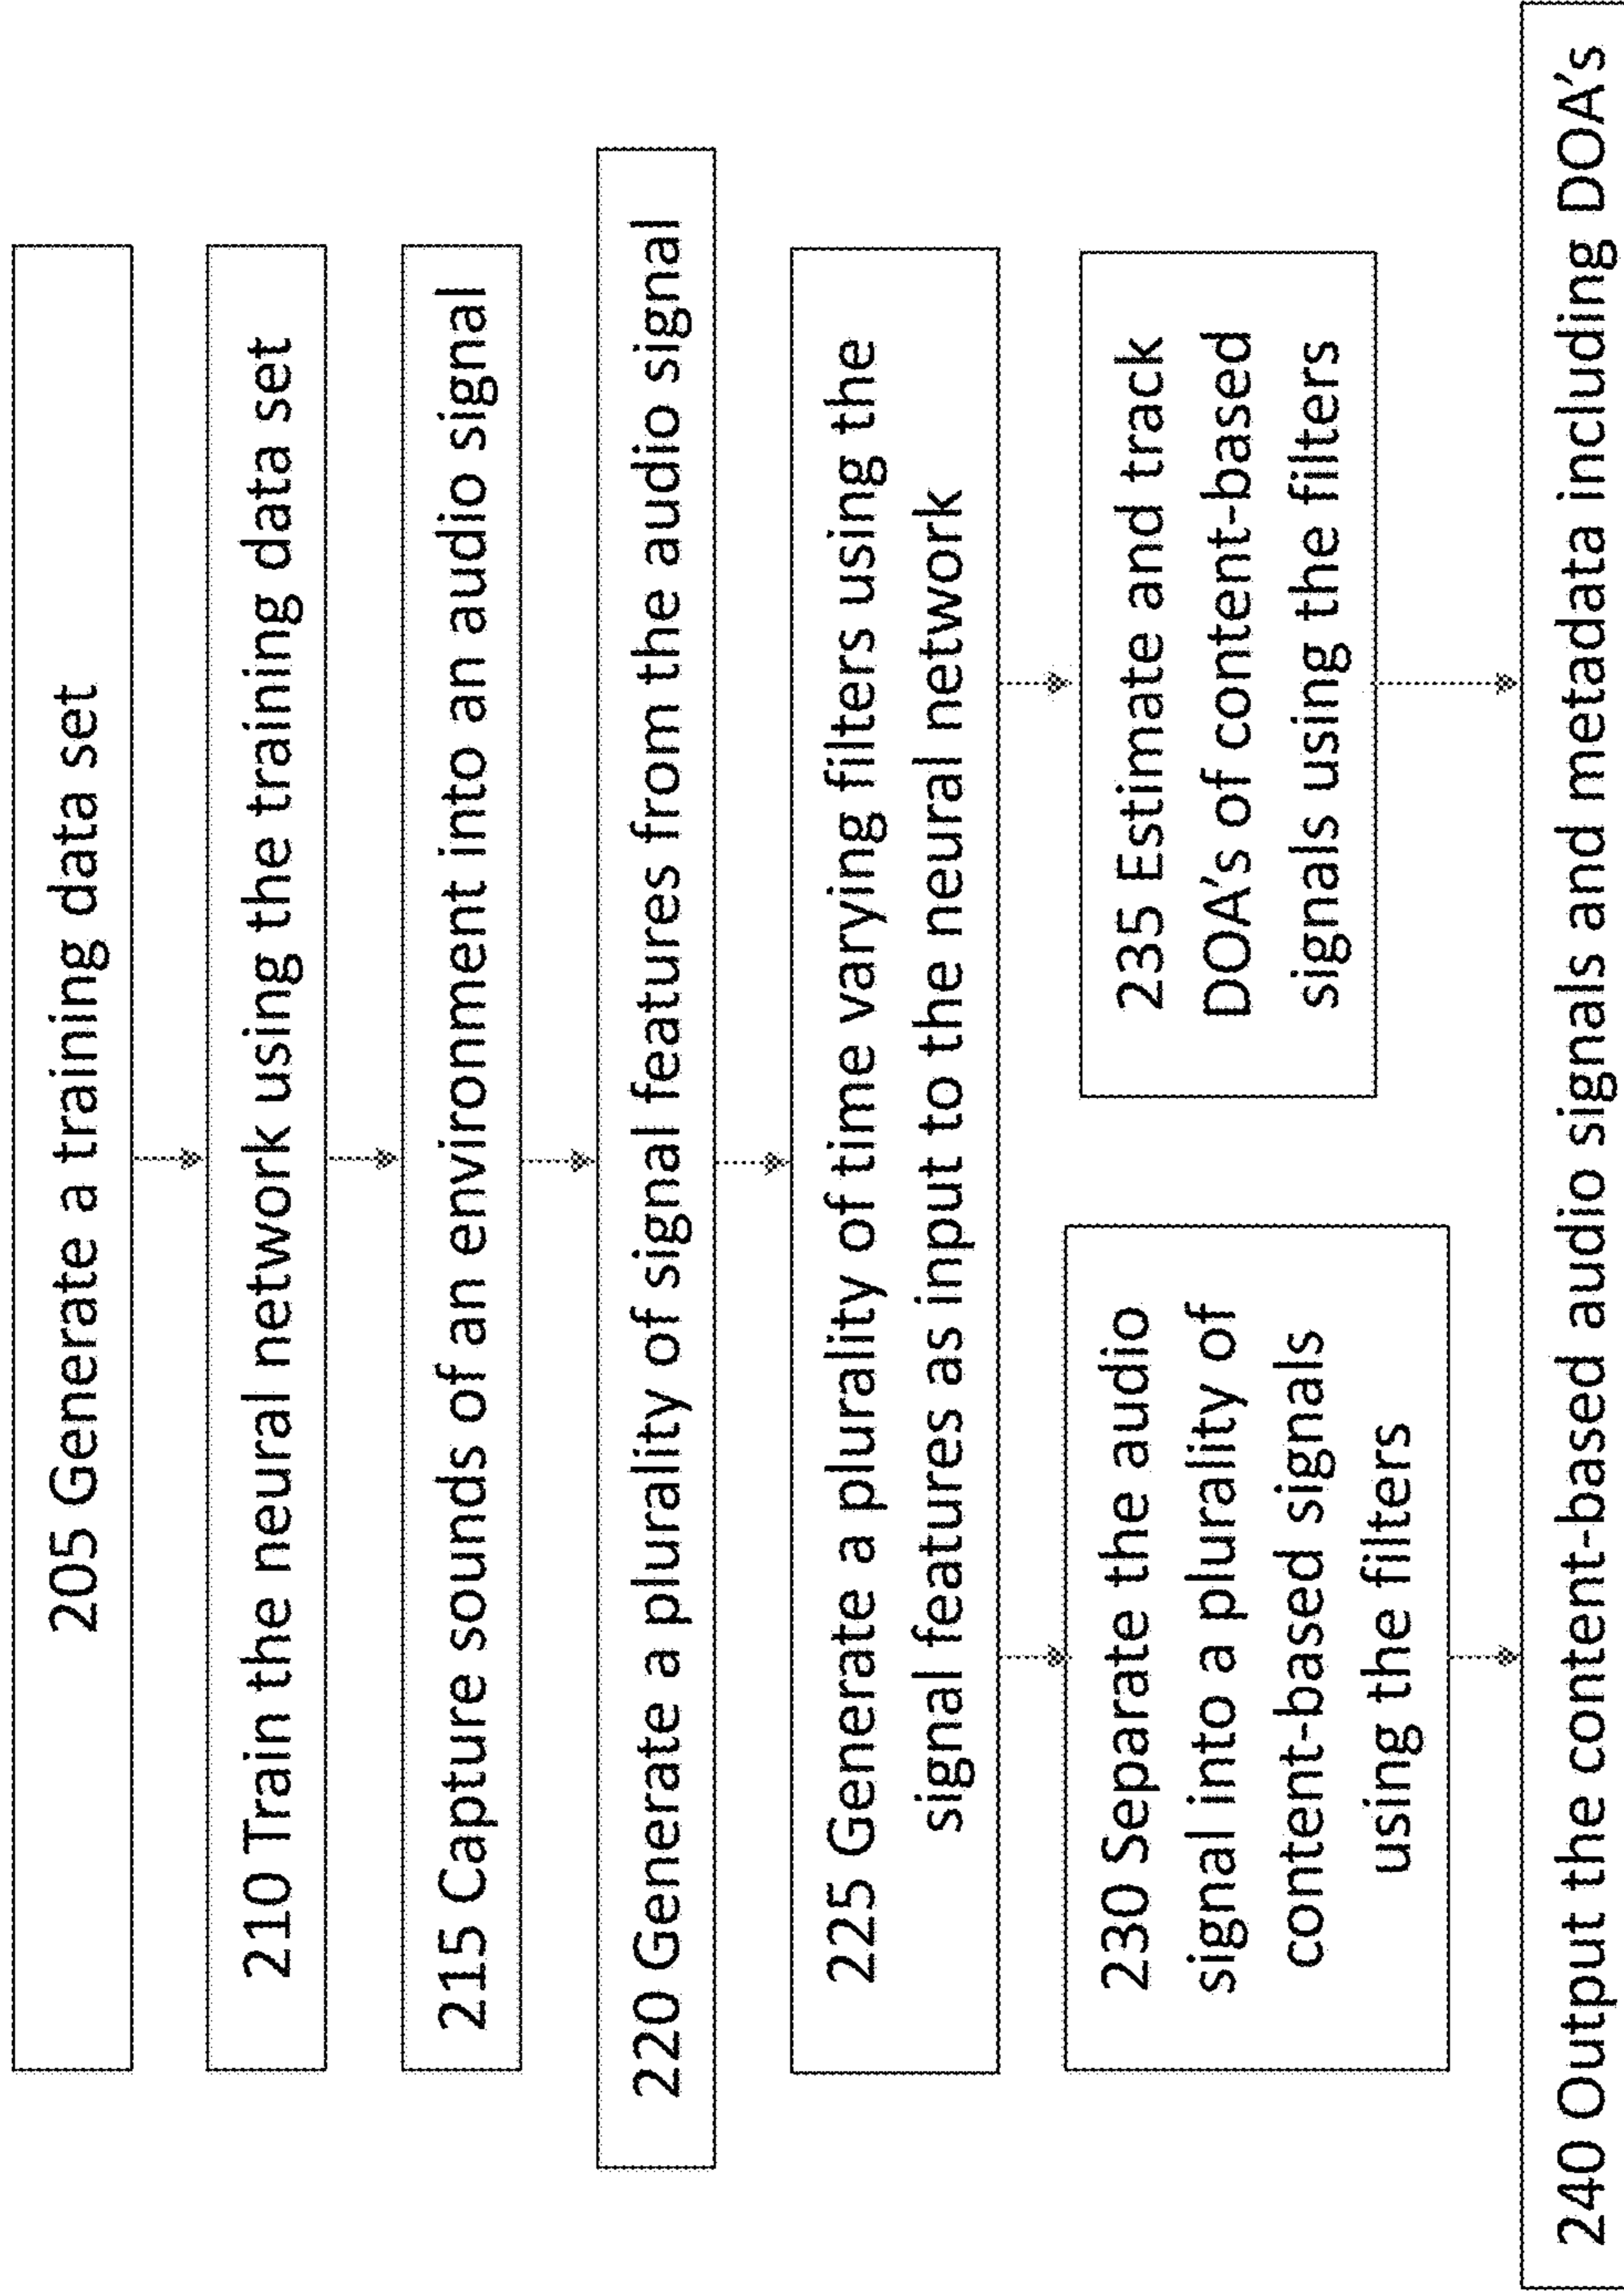 205 Generate a training data set
210 Train the neural network using the training data set
215 Capture sounds of an environment into an audio signal
220 Generate a plurality of signal features from the audio signal
225 Generate a plurality of time varying filters using the
signal features as input to the neural network
230 Separate the audio
signal into a plurality of
content-based signals
using the filters
235 Estimate and track
DOA's of content-based
signals using the filters
240 Output the content-based audio signals and metadata including DOA's